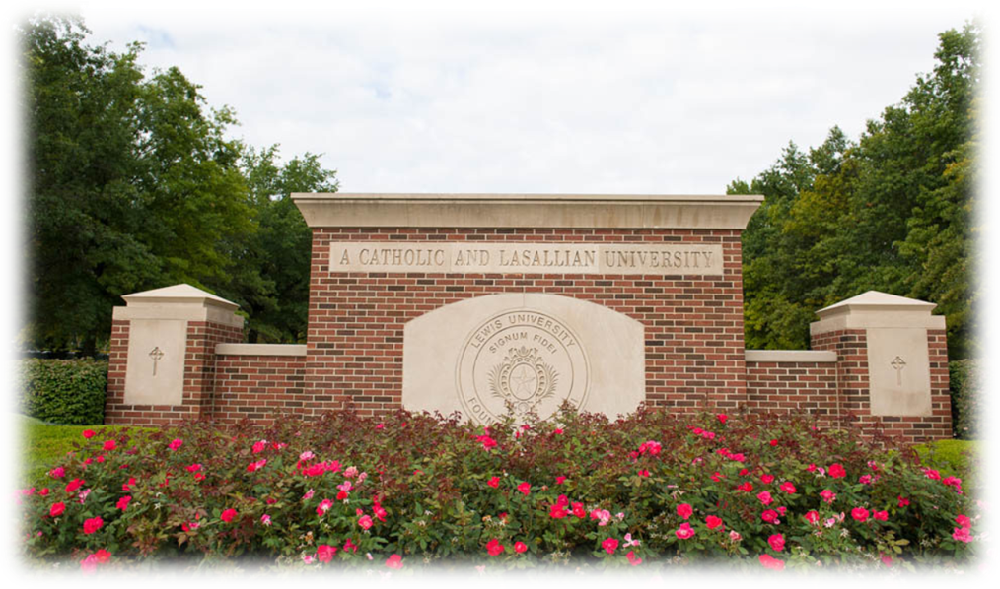 A CATHOLIC AND LASALLIAN UNIVERSITY
LEWIS UNIVERSITY
SIGNUM FIDEI